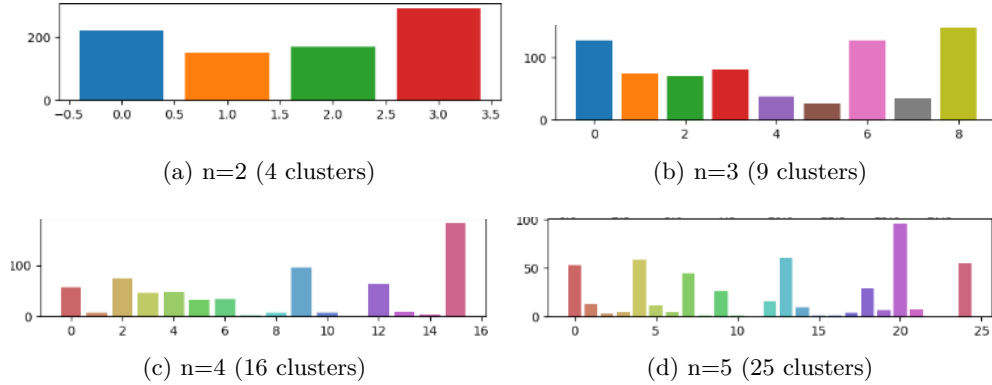 200
0
−0.5 0.0 0.5 1.0 1.5 2.0 2.5 3.0 3.5
(a) n=2 (4 clusters)
100
0
0 2 4 6 8
(b) n=3 (9 clusters)
100
0
0 2 4 6 8 10 12 14 16
(c) n=4 (16 clusters)
100
50
0
0 5 10 15 20 25
(d) n=5 (25 clusters)